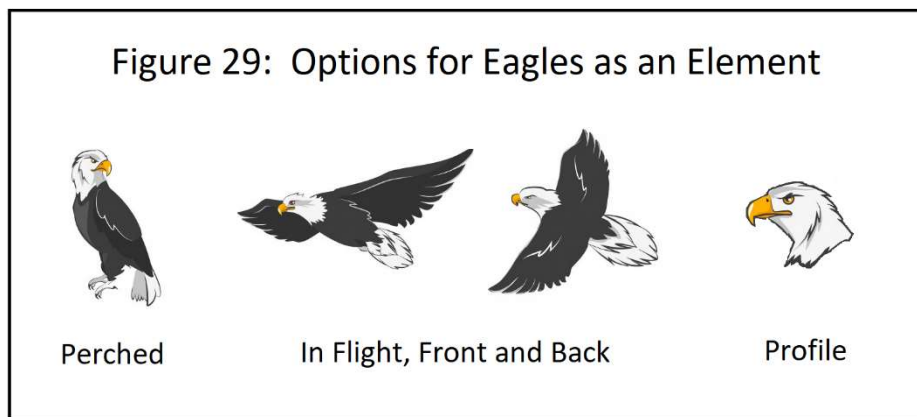 Figure 29:  Options for Eagles as an Element
Perched
In Flight, Front and Back
Profile